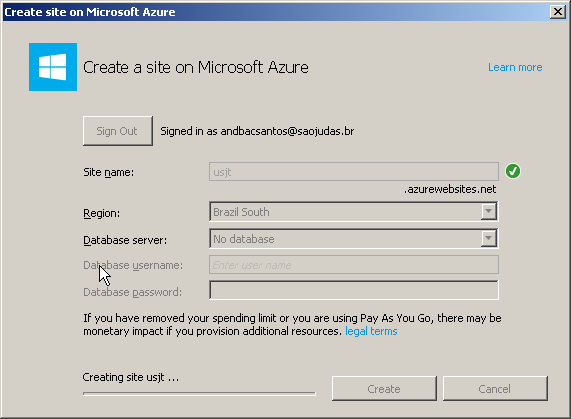 Create site on Microsoft Azure
Create a site on Microsoft Azure
Learn more
Sign Out
Signed in as andbacsantos@saojudas.br
Site name:
usjt
.azurewebsites.net
Region:
Brazil South
Database server:
No database
Database username:
Enter user name
Database password:
If you have removed your spending limit or you are using Pay As You Go, there may be
monetary impact if you provision additional resources. legal terms
Creating site usjt ...
Create
Cancel